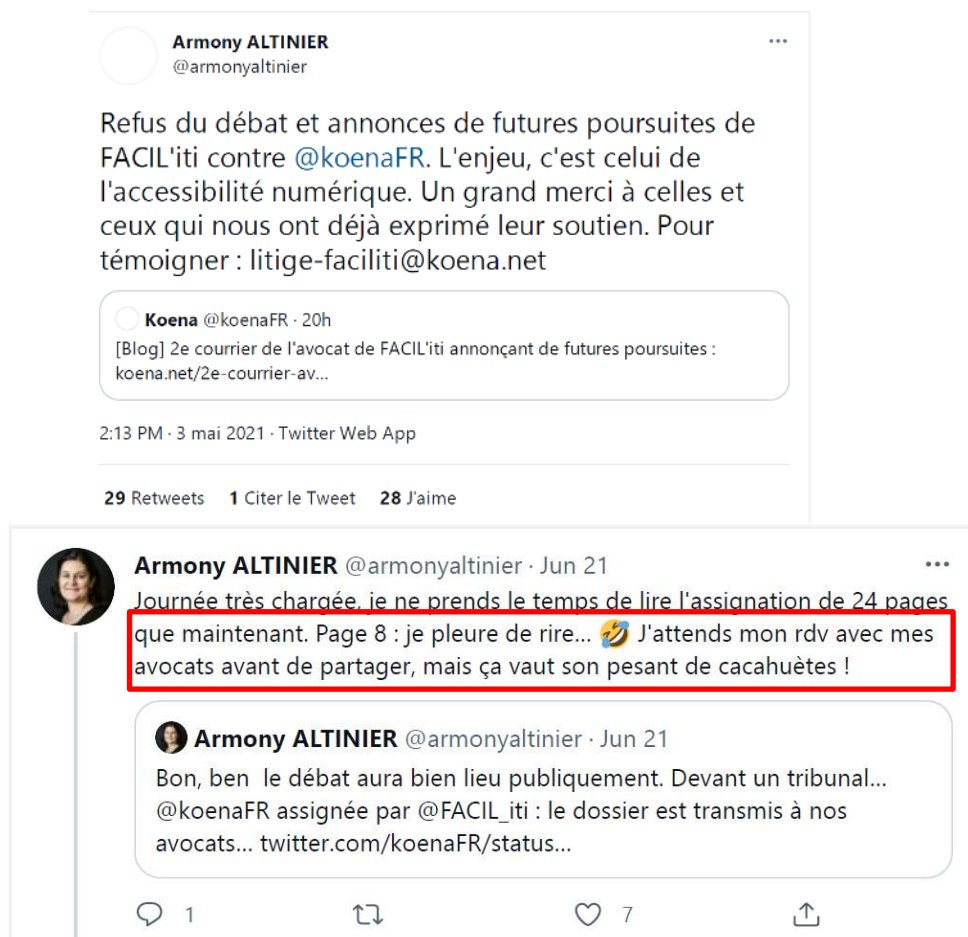 Armony ALTINIER
@armonyaltinier
Refus du débat et annonces de futures poursuites de
FACIL'iti contre @koenaFR. L'enjeu, c'est celui de
l'accessibilité numérique. Un grand merci à celles et
ceux qui nous ont déjà exprimé leur soutien. Pour
témoigner : litige-faciliti@koena.net
Koena @koenaFR · 20h
[Blog] 2e courrier de l'avocat de FACIL'iti annonçant de futures poursuites :
koena.net/2e-courrier-av...
2:13 PM · 3 mai 2021 · Twitter Web App
29 Retweets 1 Citer le Tweet 28 J'aime
Armony ALTINIER @armonyaltinier · Jun 21
Journée très chargée, je ne prends le temps de lire l'assignation de 24 pages
que maintenant. Page 8 : je pleure de rire... 🤣 J'attends mon rdv avec mes
avocats avant de partager, mais ça vaut son pesant de cacahuètes !
Armony ALTINIER @armonyaltinier · Jun 21
Bon, ben le débat aura bien lieu publiquement. Devant un tribunal...
@koenaFR assignée par @FACIL_iti : le dossier est transmis à nos
avocats... twitter.com/koenaFR/status...
1 7